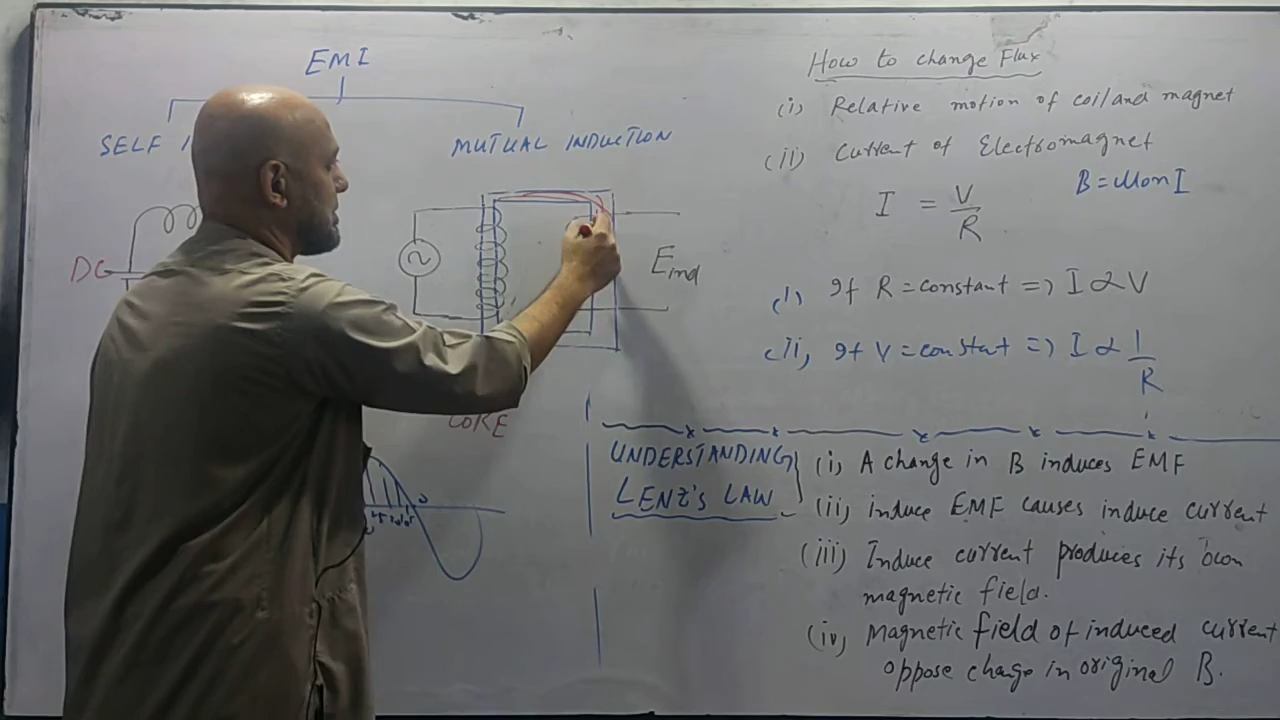 EMI
SELF
MUTUAL INDUCTION
DC
Eind
CORE
How to change Flux
(i) Relative motion of coil and magnet
(ii) Current of Electromagnet
B = μonI
I = V/R
(i) If R = constant => I ∝ V
(ii) If V = constat => I ∝ 1/R
UNDERSTANDING
LENZ's LAW
(i) A change in B induces EMF
(ii) induce EMF causes induce current
(iii) Induce current produces its own
magnetic field.
(iv) Magnetic field of induced current
oppose change in original B.